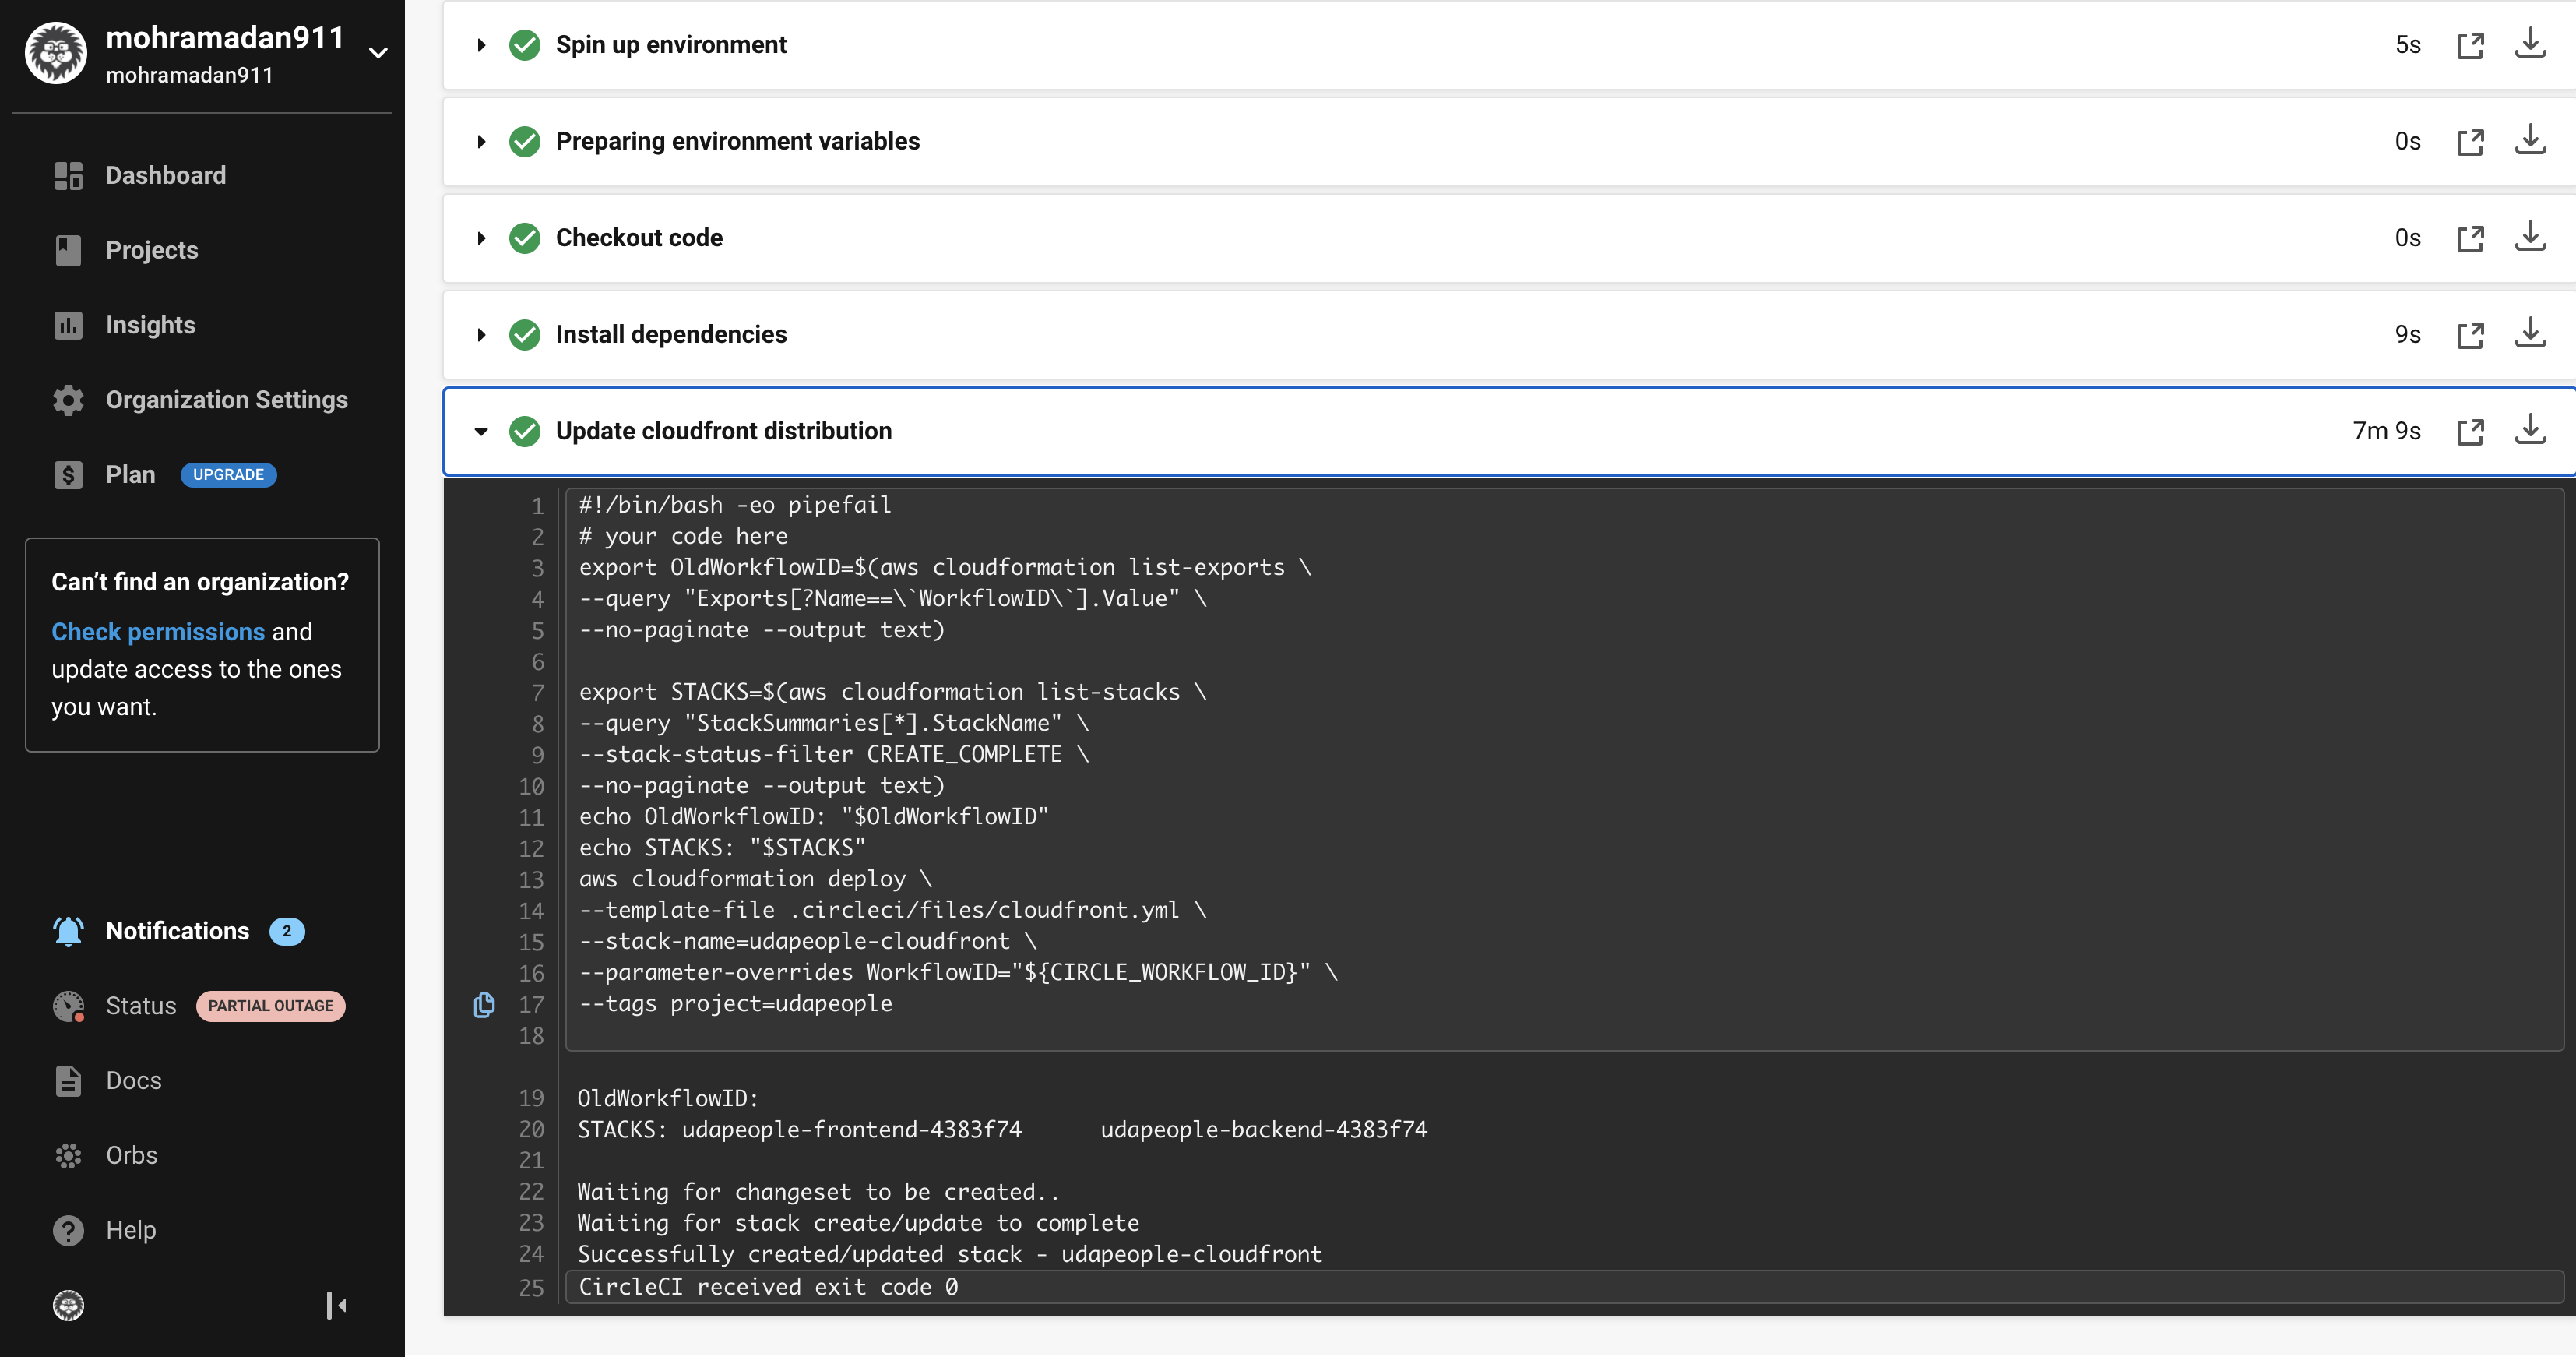 mohramadan911
mohramadan911
Dashboard
Projects
Insights
Organization Settings
Plan UPGRADE
Can't find an organization?
Check permissions and
update access to the ones
you want.
Notifications 2
Status PARTIAL OUTAGE
Docs
Orbs
Help
Spin up environment 5s
Preparing environment variables 0s
Checkout code 0s
Install dependencies 9s
Update cloudfront distribution 7m 9s
1 #!/bin/bash -eo pipefail
2 # your code here
3 export OldWorkflowID=$(aws cloudformation list-exports \
4 --query "Exports[?Name==\`WorkflowID\`].Value" \
5 --no-paginate --output text)
6
7 export STACKS=$(aws cloudformation list-stacks \
8 --query "StackSummaries[*].StackName" \
9 --stack-status-filter CREATE_COMPLETE \
10 --no-paginate --output text)
11 echo OldWorkflowID: "$OldWorkflowID"
12 echo STACKS: "$STACKS"
13 aws cloudformation deploy \
14 --template-file .circleci/files/cloudfront.yml \
15 --stack-name=udapeople-cloudfront \
16 --parameter-overrides WorkflowID="${CIRCLE_WORKFLOW_ID}" \
17 --tags project=udapeople
18
19 OldWorkflowID:
20 STACKS: udapeople-frontend-4383f74 udapeople-backend-4383f74
21
22 Waiting for changeset to be created..
23 Waiting for stack create/update to complete
24 Successfully created/updated stack - udapeople-cloudfront
25 CircleCI received exit code 0